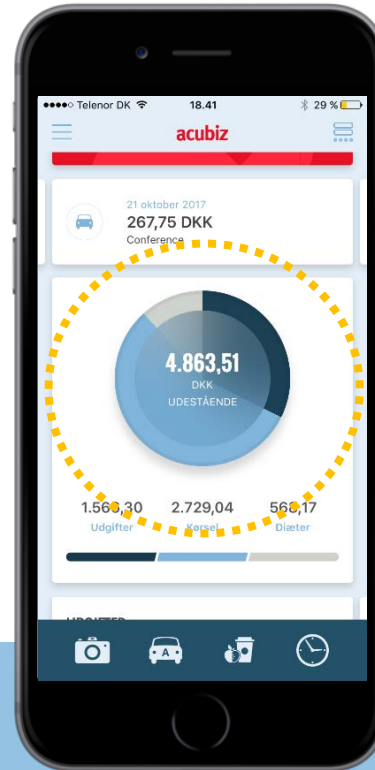 Telenor DK 18.41 29 %
acubiz
21 oktober 2017
267,75 DKK
Conference
4.863,51
DKK
UDESTÅENDE
1.566,30 2.729,04 568,17
Udgifter Kørsel Diæter
UDGIFTER
A